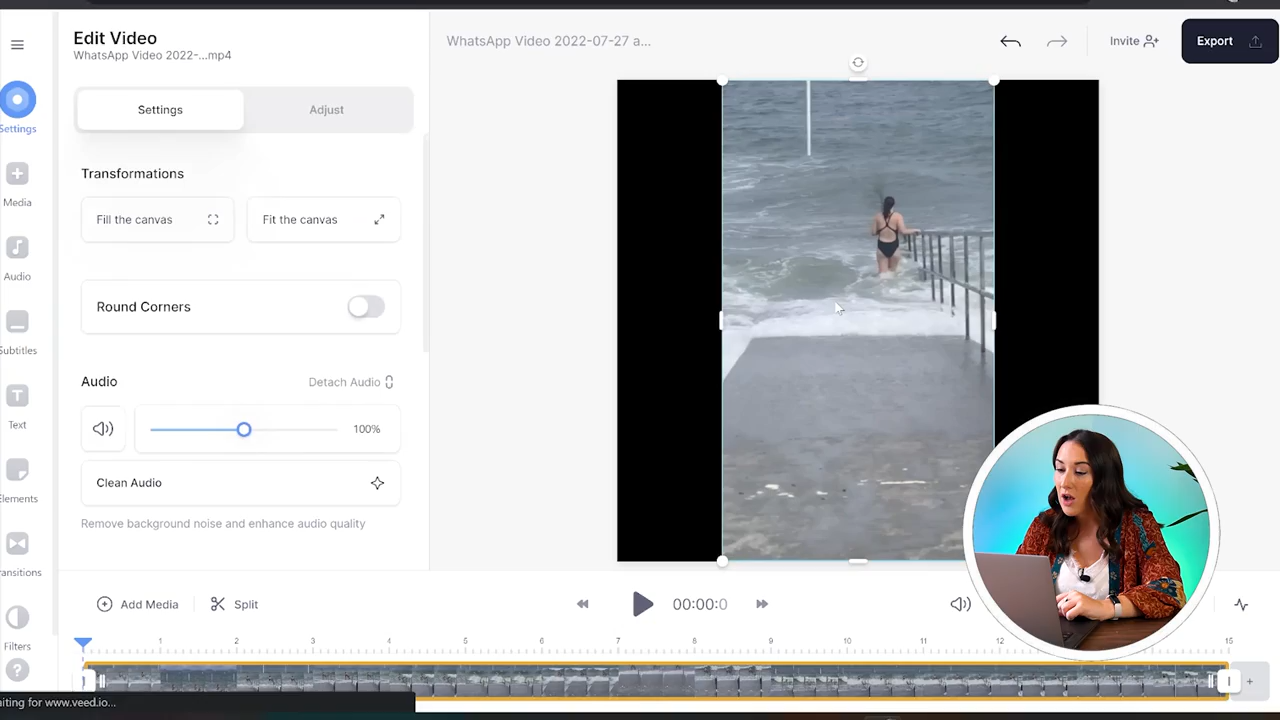 Edit Video
WhatsApp Video 2022-...mp4
WhatsApp Video 2022-07-27 a...
Invite
Export
Settings
Adjust
Settings
Transformations
Media
Fill the canvas
Fit the canvas
Audio
Round Corners
Subtitles
Audio
Detach Audio
Text
100%
Clean Audio
Elements
Remove background noise and enhance audio quality
ransitions
Add Media
Split
00:00:0
Filters
1 2 3 4 5 6 7 8 9 10 11 12 15
?
+
aiting for www.veed.io...